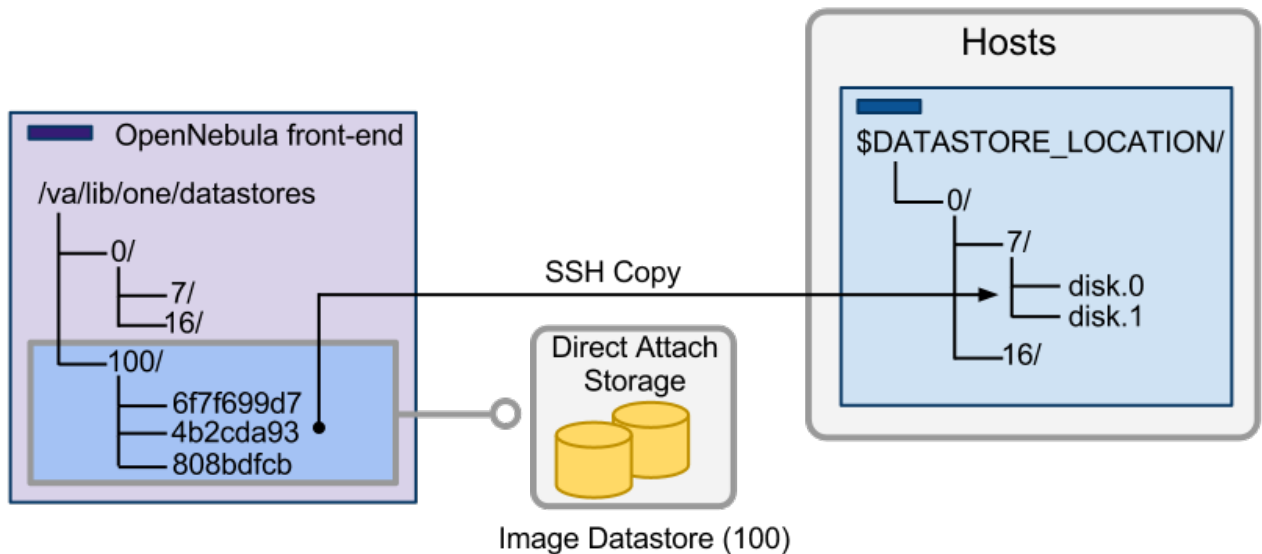 Hosts
OpenNebula front-end
$DATASTORE_LOCATION/
/va/lib/one/datastores
0/
7/
16/
100/
6f7f699d7
4b2cda93
808bdfcb
SSH Copy
Direct Attach
Storage
Image Datastore (100)
0/
7/
disk.0
disk.1
16/